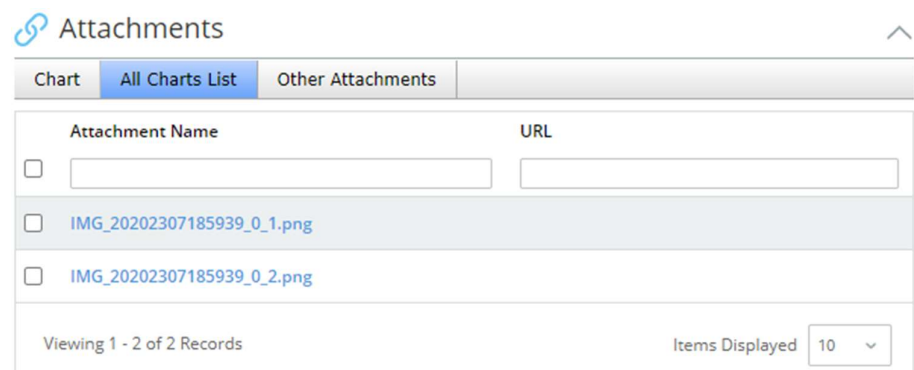 Attachments
Chart All Charts List Other Attachments
Attachment Name URL
IMG_20202307185939_0_1.png
IMG_20202307185939_0_2.png
Viewing 1 - 2 of 2 Records Items Displayed 10